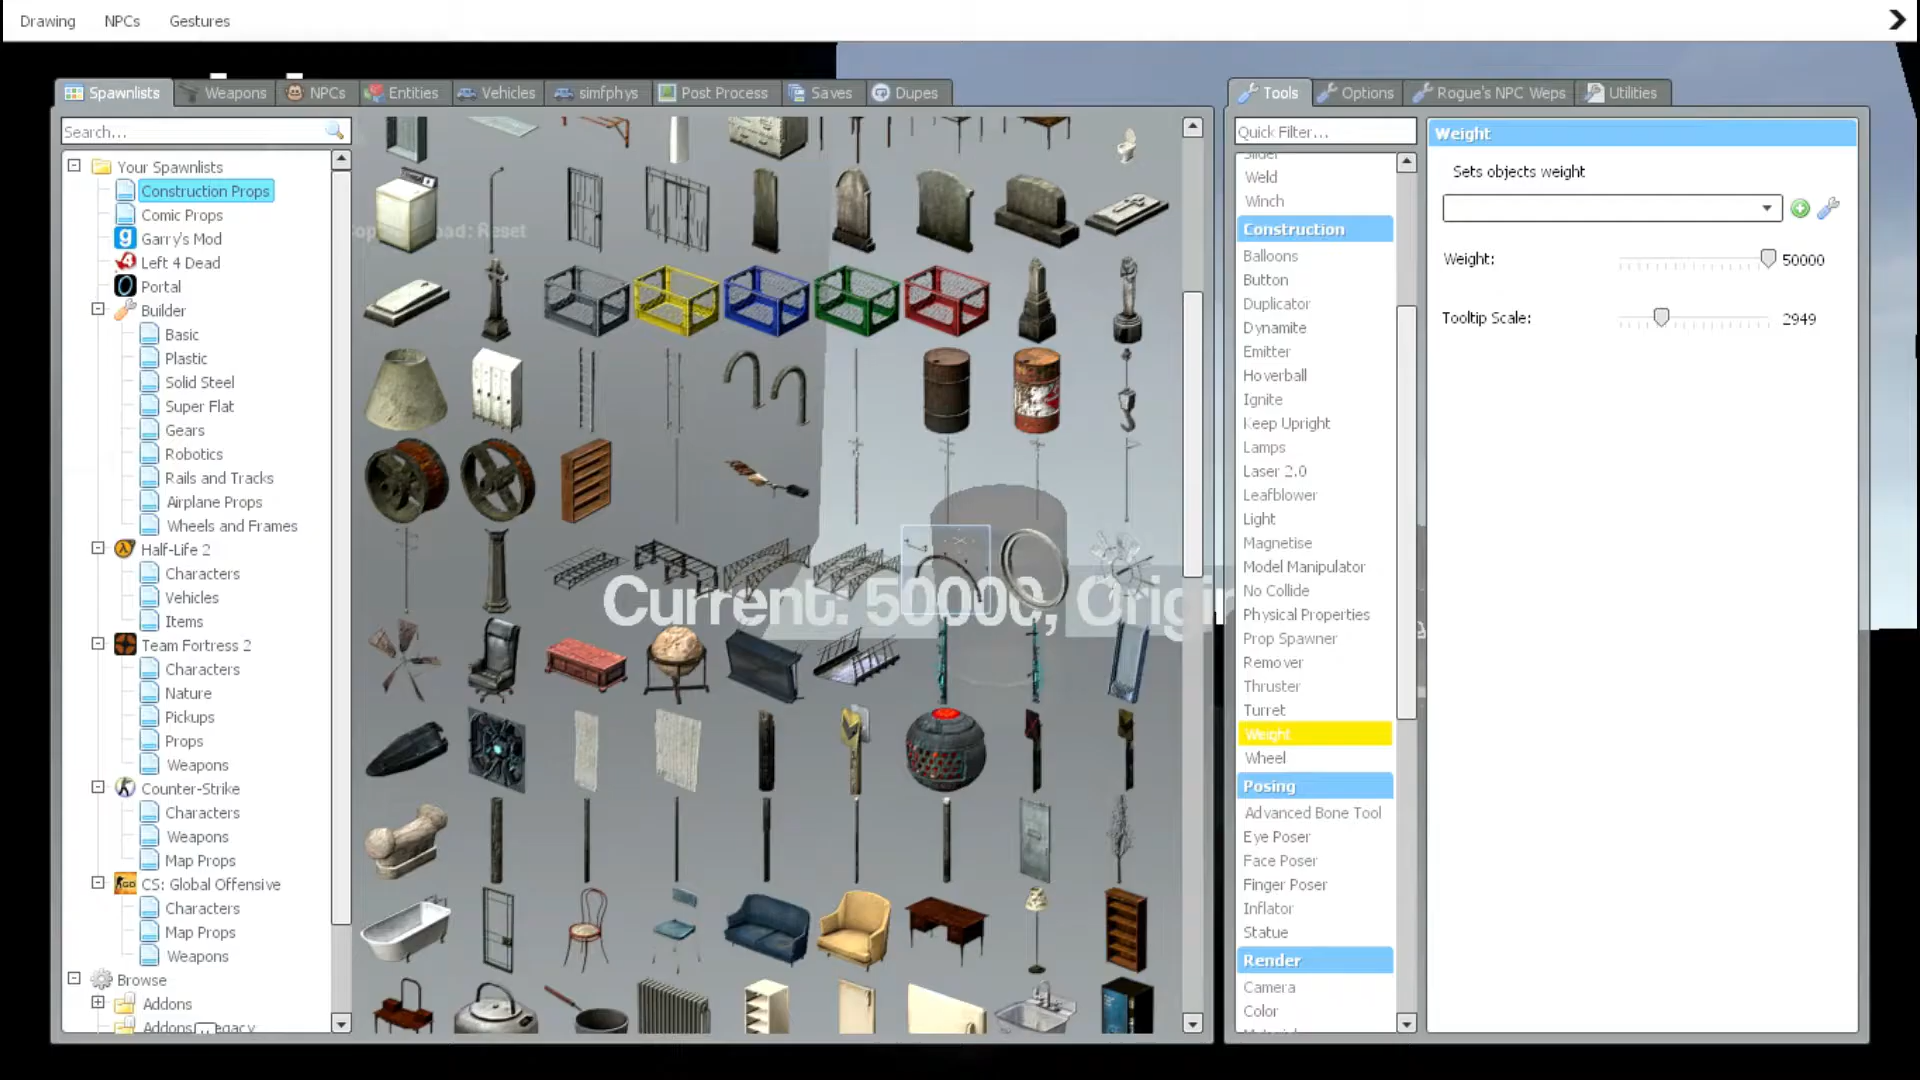 Drawing NPCs Gestures
Spawnlists Weapons NPCs Entities Vehicles simfphys Post Process Saves Dupes
Search...
Your Spawnlists
Construction Props
Comic Props
Garry's Mod
Left 4 Dead
Portal
Builder
Basic
Plastic
Solid Steel
Super Flat
Gears
Robotics
Rails and Tracks
Airplane Props
Wheels and Frames
Half-Life 2
Characters
Vehicles
Items
Team Fortress 2
Characters
Nature
Pickups
Props
Weapons
Counter-Strike
Characters
Weapons
Map Props
CS: Global Offensive
Characters
Map Props
Weapons
Browse
Addons
Addons
: Reset
Current: 50000, Origin
Tools Options Rogue's NPC Weps Utilities
Quick Filter...
Slider
Weld
Winch
Construction
Balloons
Button
Duplicator
Dynamite
Emitter
Hoverball
Ignite
Keep Upright
Lamps
Laser 2.0
Leafblower
Light
Magnetise
Model Manipulator
No Collide
Physical Properties
Prop Spawner
Remover
Thruster
Turret
Weight
Wheel
Posing
Advanced Bone Tool
Eye Poser
Face Poser
Finger Poser
Inflator
Statue
Render
Camera
Color
Weight
Sets objects weight
Weight: 50000
Tooltip Scale: 2949